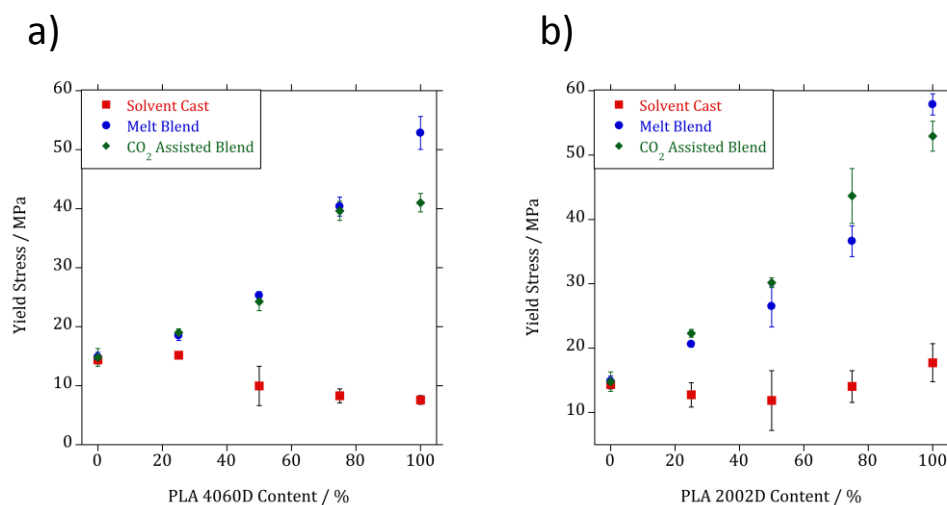 a)
60
50
40
30
20
10
0
Yield Stress / MPa
Solvent Cast
Melt Blend
CO2 Assisted Blend
0 20 40 60 80 100
PLA 4060D Content / %
b)
60
50
40
30
20
10
Yield Stress / MPa
Solvent Cast
Melt Blend
CO2 Assisted Blend
0 20 40 60 80 100
PLA 2002D Content / %